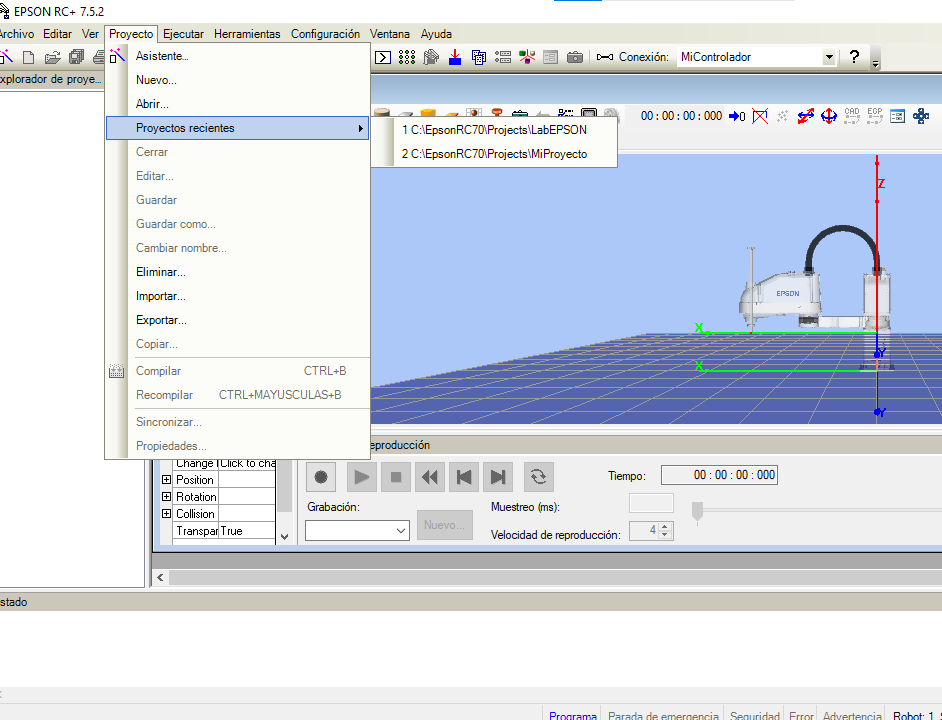 EPSON RC+ 7.5.2
Archivo Editar Ver Proyecto Ejecutar Herramientas Configuración Ventana Ayuda
Conexión: MiControlador ?
xplorador de proye...
Asistente...
Nuevo...
Abrir...
Proyectos recientes
1 C:\EpsonRC70\Projects\LabEPSON
2 C:\EpsonRC70\Projects\MiProyecto
00 : 00 : 00 : 000
CAD ECP
Cerrar
Editar...
Guardar
Guardar como...
Cambiar nombre...
Eliminar...
Importar...
Exportar...
Copiar...
Compilar CTRL+B
Recompilar CTRL+MAYUSCULAS+B
Sincronizar...
Propiedades...
Z
EPSON
X
Y
X
Y
eproducción
Change (Click to cha
Position
Rotation
Collision
Transpar True
Tiempo: 00 : 00 : 00 : 000
Grabación:
Nuevo...
Muestreo (ms):
Velocidad de reproducción: 4
stado
Programa Parada de emergencia Seguridad Error Advertencia Robot: 1,